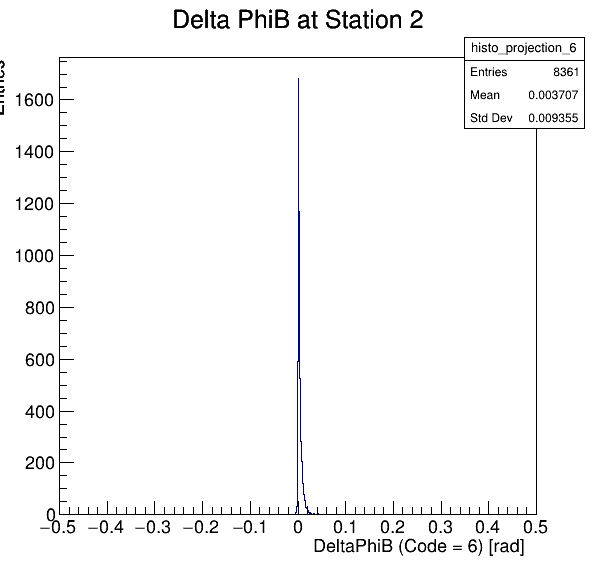 Delta PhiB at Station 2
histo_projection_6
Entries 8361
Mean 0.003707
Std Dev 0.009355
Entries
1600
1400
1200
1000
800
600
400
200
0
−0.5 −0.4 −0.3 −0.2 −0.1 0 0.1 0.2 0.3 0.4 0.5
DeltaPhiB (Code = 6) [rad]